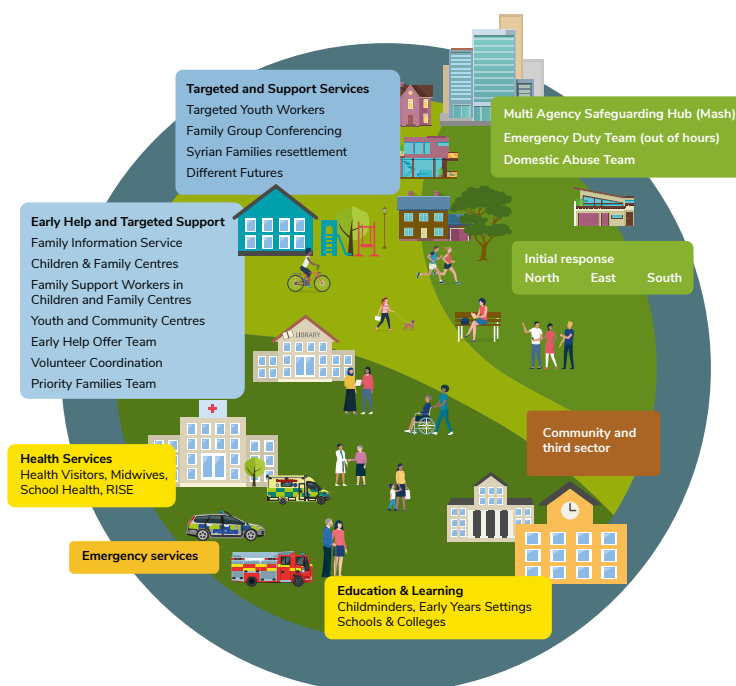 Targeted and Support Services
Targeted Youth Workers
Family Group Conferencing
Syrian Families resettlement
Different Futures
Multi Agency Safeguarding Hub (Mash)
Emergency Duty Team (out of hours)
Domestic Abuse Team
Early Help and Targeted Support
Family Information Service
Children & Family Centres
Family Support Workers in
Children and Family Centres
Youth and Community Centres
Early Help Offer Team
Volunteer Coordination
Priority Families Team
Initial response
North East South
LIBRARY
Community and
third sector
Health Services
Health Visitors, Midwives,
School Health, RISE
Emergency services
Education & Learning
Childminders, Early Years Settings
Schools & Colleges